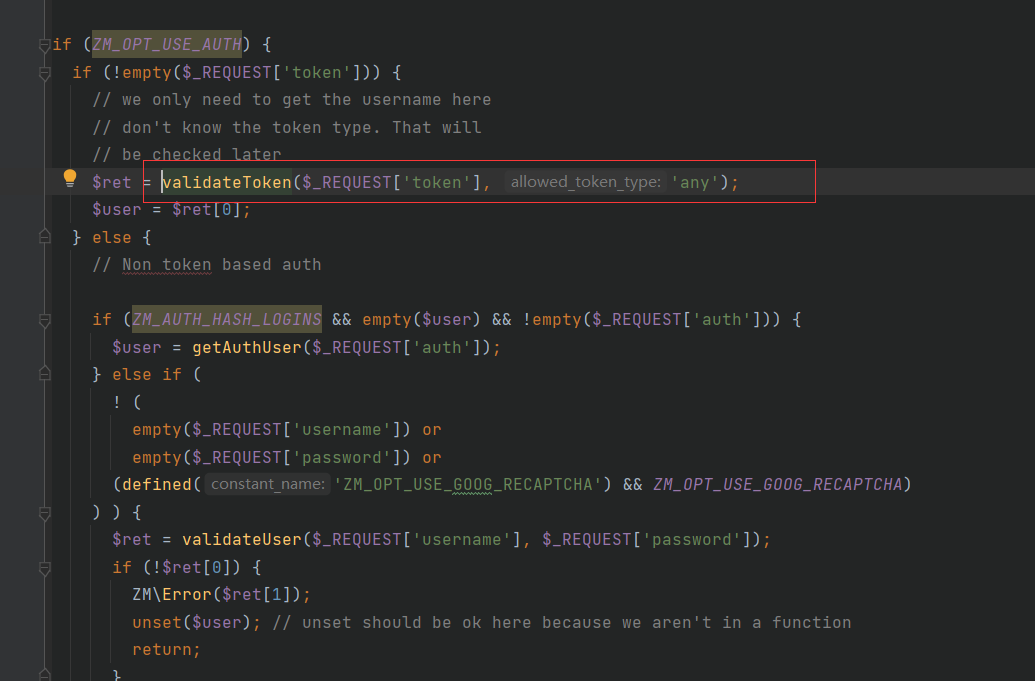 if (ZM_OPT_USE_AUTH) {
if (!empty($_REQUEST['token'])) {
// we only need to get the username here
// don't know the token type. That will
// be checked later
$ret = validateToken($_REQUEST['token'], allowed_token_type: 'any');
$user = $ret[0];
} else {
// Non token based auth
if (ZM_AUTH_HASH_LOGINS && empty($user) && !empty($_REQUEST['auth'])) {
$user = getAuthUser($_REQUEST['auth']);
} else if (
! (
empty($_REQUEST['username']) or
empty($_REQUEST['password']) or
(defined( constant_name: 'ZM_OPT_USE_GOOG_RECAPTCHA') && ZM_OPT_USE_GOOG_RECAPTCHA)
) ) {
$ret = validateUser($_REQUEST['username'], $_REQUEST['password']);
if (!$ret[0]) {
ZM\Error($ret[1]);
unset($user); // unset should be ok here because we aren't in a function
return;
}